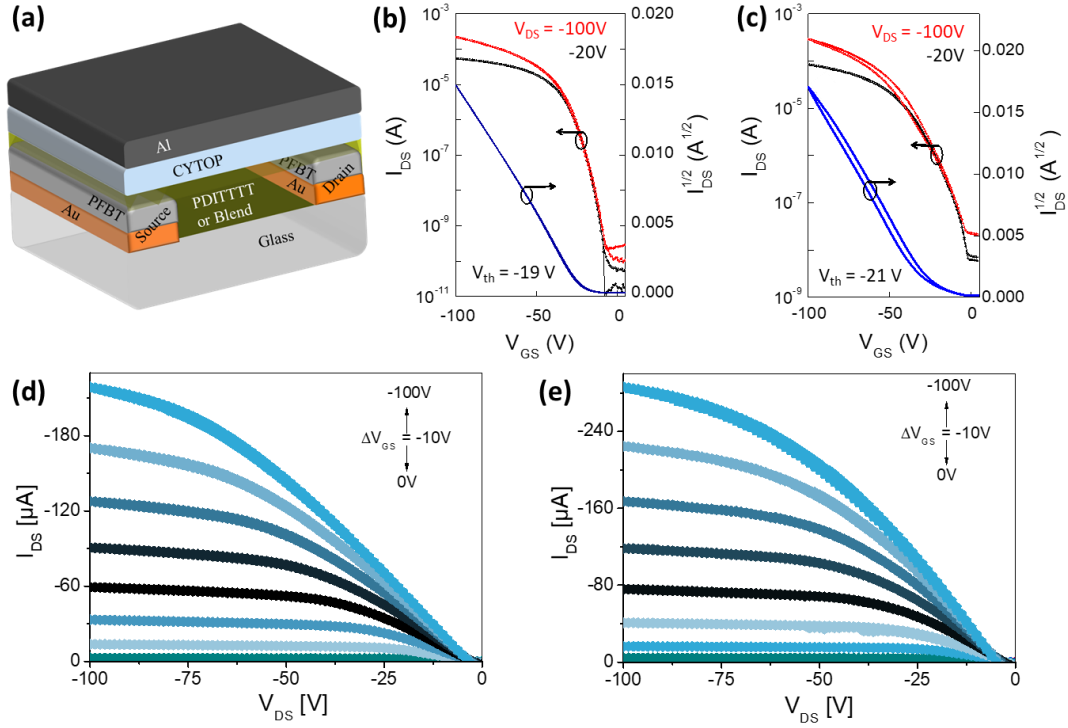 (a)
Al
CYTOP
PFBT
PFBT
Au
Au
Source
Drain
PDITTTT
or Blend
Glass
(b)
10⁻³
10⁻⁵
10⁻⁷
10⁻⁹
10⁻¹¹
I_DS (A)
V_DS = -100V
-20V
V_th = -19 V
0.020
0.015
0.010
0.005
0.000
I_DS^1/2 (A^1/2)
-100
-50
0
V_GS (V)
(c)
10⁻³
10⁻⁵
10⁻⁷
10⁻⁹
I_DS (A)
V_DS = -100V
-20V
V_th = -21 V
0.020
0.015
0.010
0.005
0.000
I_DS^1/2 (A^1/2)
-100
-50
0
V_GS (V)
(d)
-180
-120
-60
0
I_DS [µA]
-100V
ΔV_GS = -10V
0V
-100
-75
-50
-25
0
V_DS [V]
(e)
-240
-160
-80
0
I_DS [µA]
-100V
ΔV_GS = -10V
0V
-100
-75
-50
-25
0
V_DS [V]